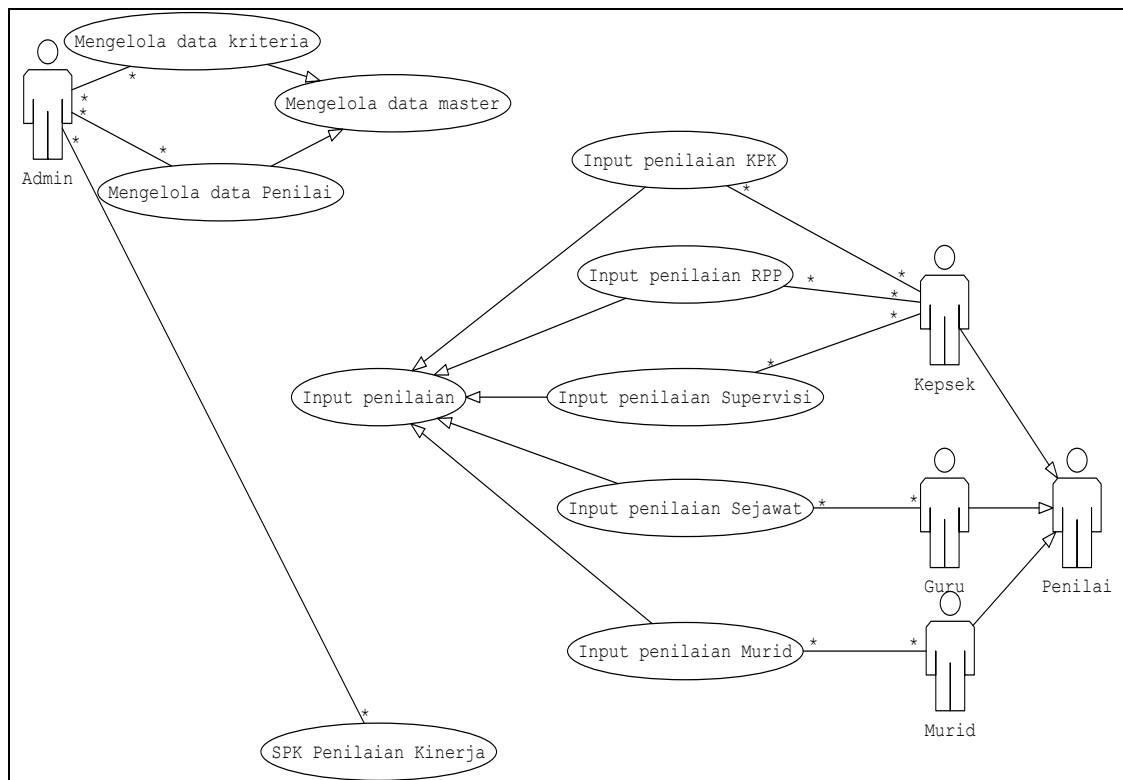 Mengelola data kriteria
*
*
*
*
*
Mengelola data master
Admin
Mengelola data Penilai
Input penilaian KPK
*
*
Input penilaian RPP
*
*
*
*
Kepsek
Input penilaian
Input penilaian Supervisi
Input penilaian Sejawat
*
*
Guru
Penilai
Input penilaian Murid
*
*
Murid
*
SPK Penilaian Kinerja